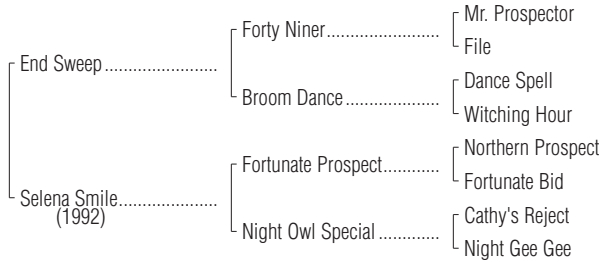 Mr. Prospector
Forty Niner......................
File
End Sweep ......................
Dance Spell
Broom Dance ..................
Witching Hour
Northern Prospect
Fortunate Prospect...........
Fortunate Bid
Selena Smile...................
(1992)
Cathy's Reject
Night Owl Special ............
Night Gee Gee